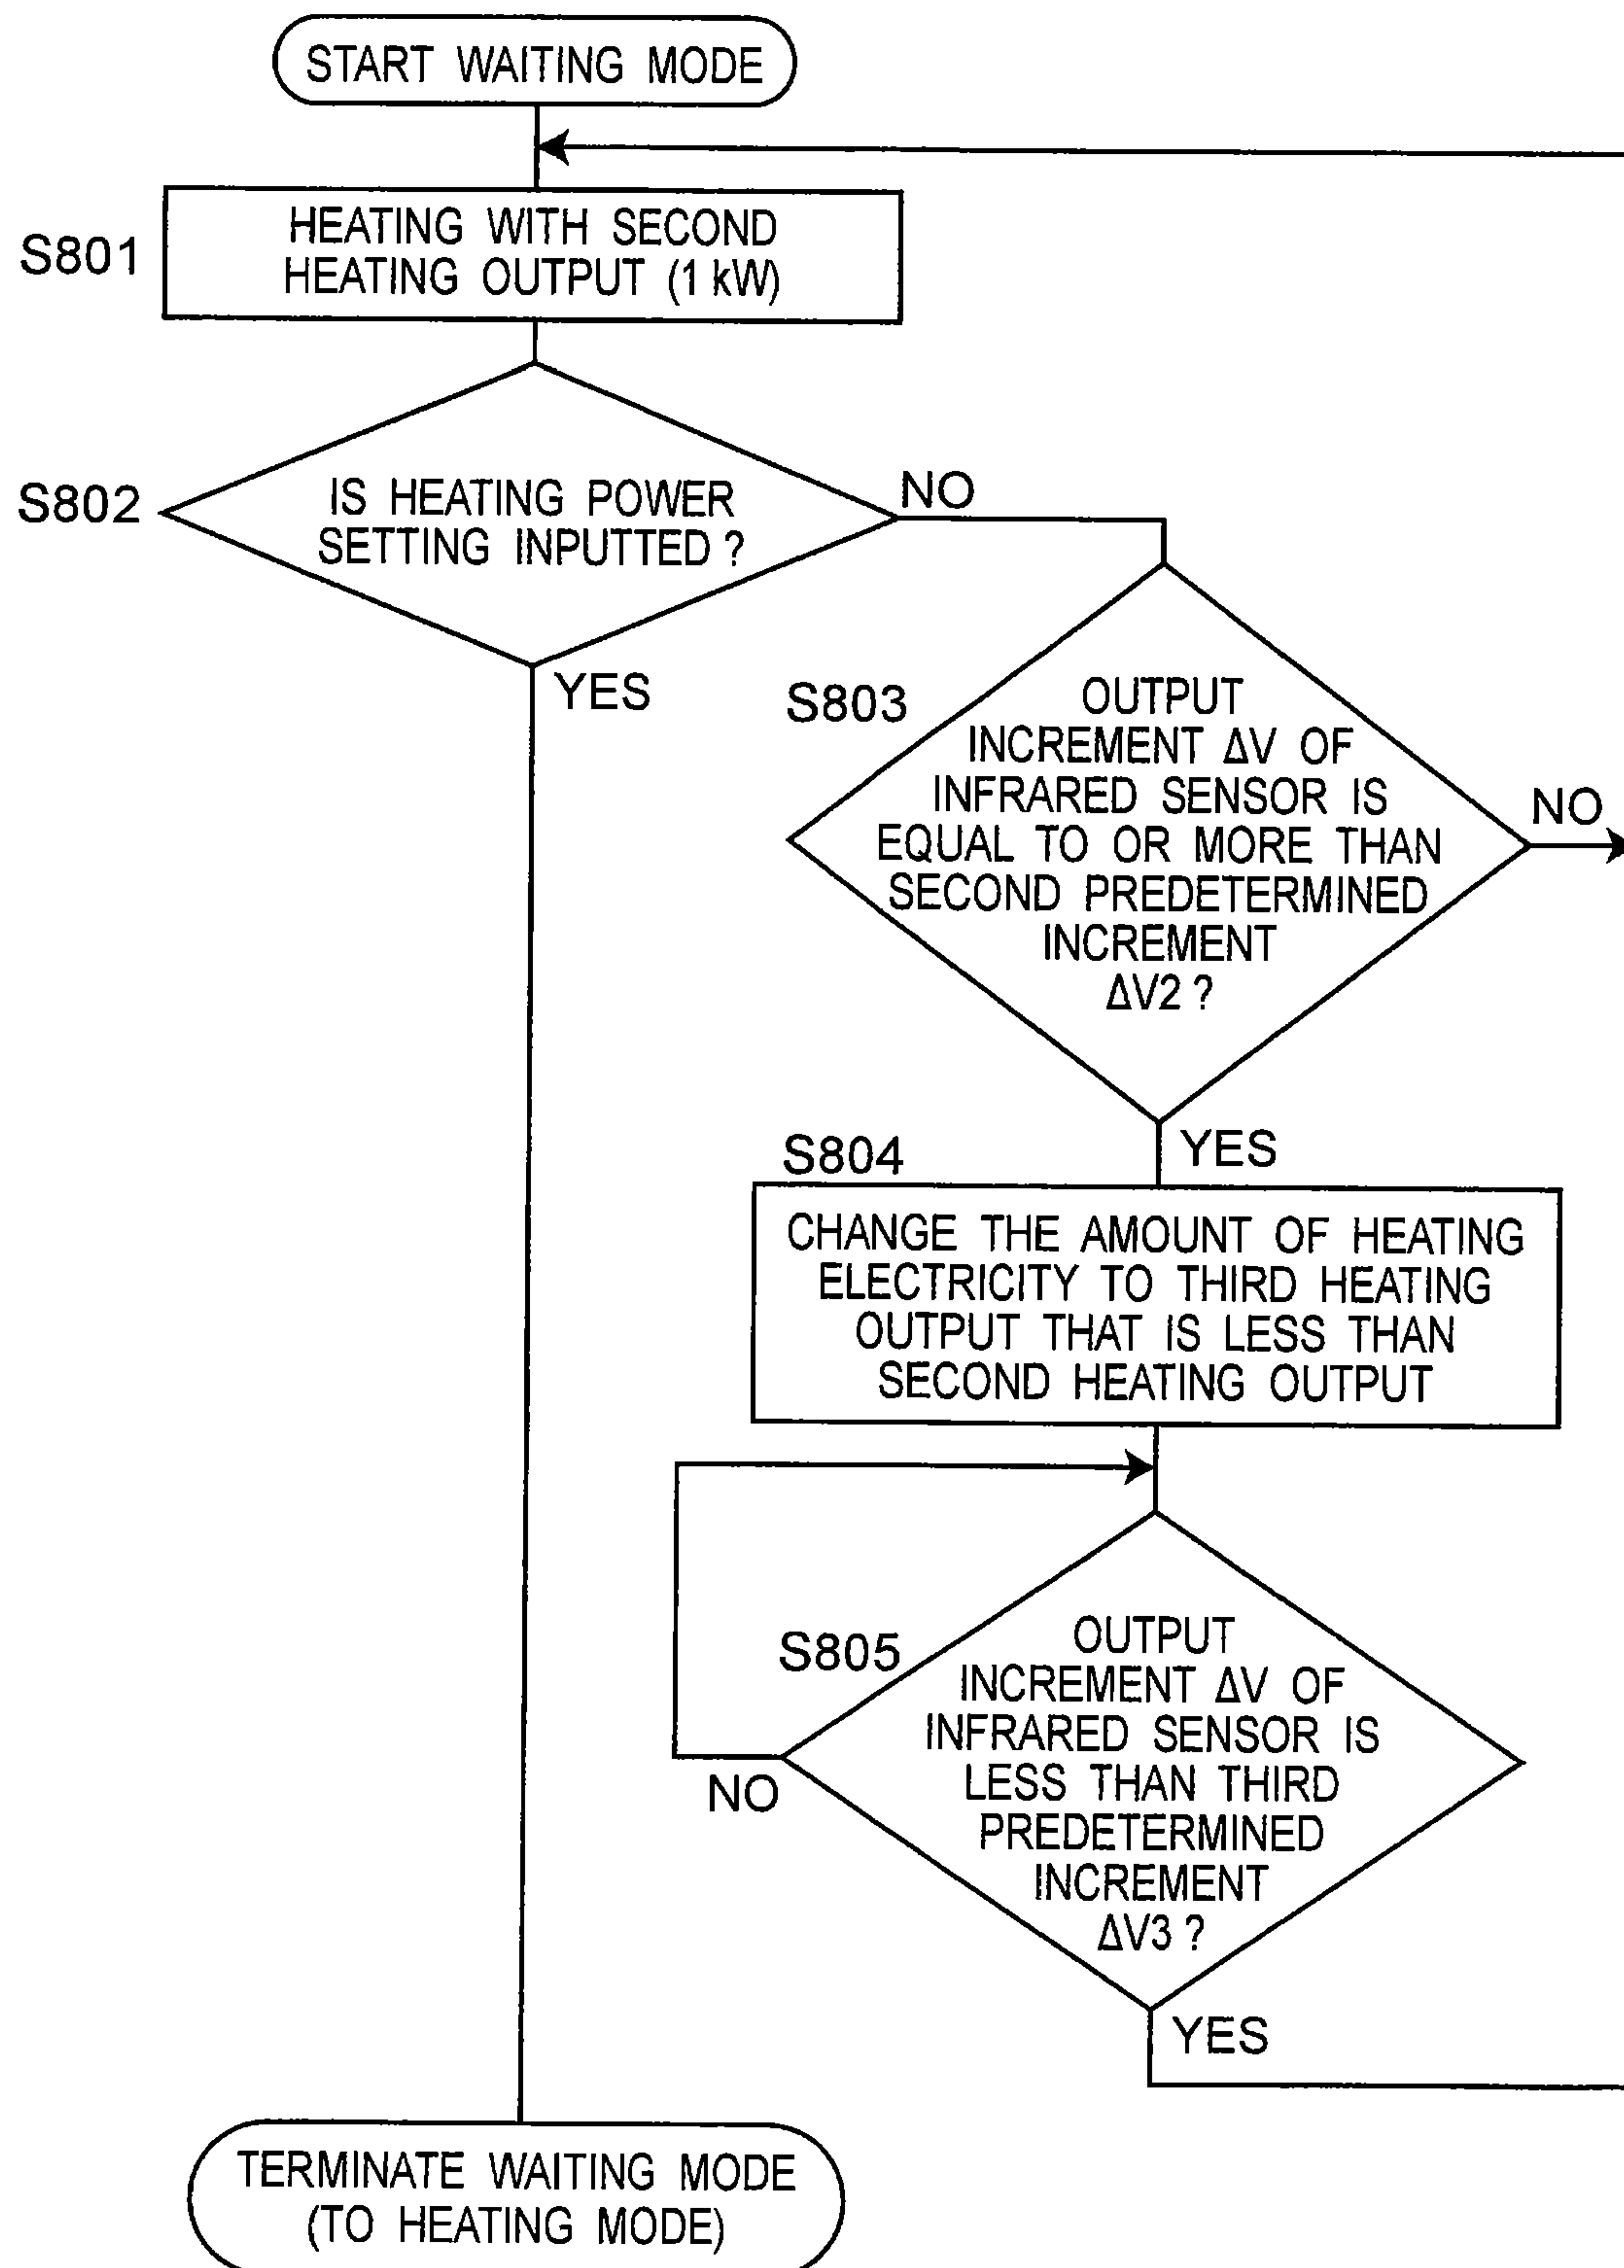 START WAITING MODE
S801
HEATING WITH SECOND
HEATING OUTPUT (1 kW)
S802
IS HEATING POWER
SETTING INPUTTED ?
NO
YES
S803
OUTPUT
INCREMENT ΔV OF
INFRARED SENSOR IS
EQUAL TO OR MORE THAN
SECOND PREDETERMINED
INCREMENT
ΔV2 ?
NO
YES
S804
CHANGE THE AMOUNT OF HEATING
ELECTRICITY TO THIRD HEATING
OUTPUT THAT IS LESS THAN
SECOND HEATING OUTPUT
S805
OUTPUT
INCREMENT ΔV OF
INFRARED SENSOR IS
LESS THAN THIRD
PREDETERMINED
INCREMENT
ΔV3 ?
NO
YES
TERMINATE WAITING MODE
(TO HEATING MODE)